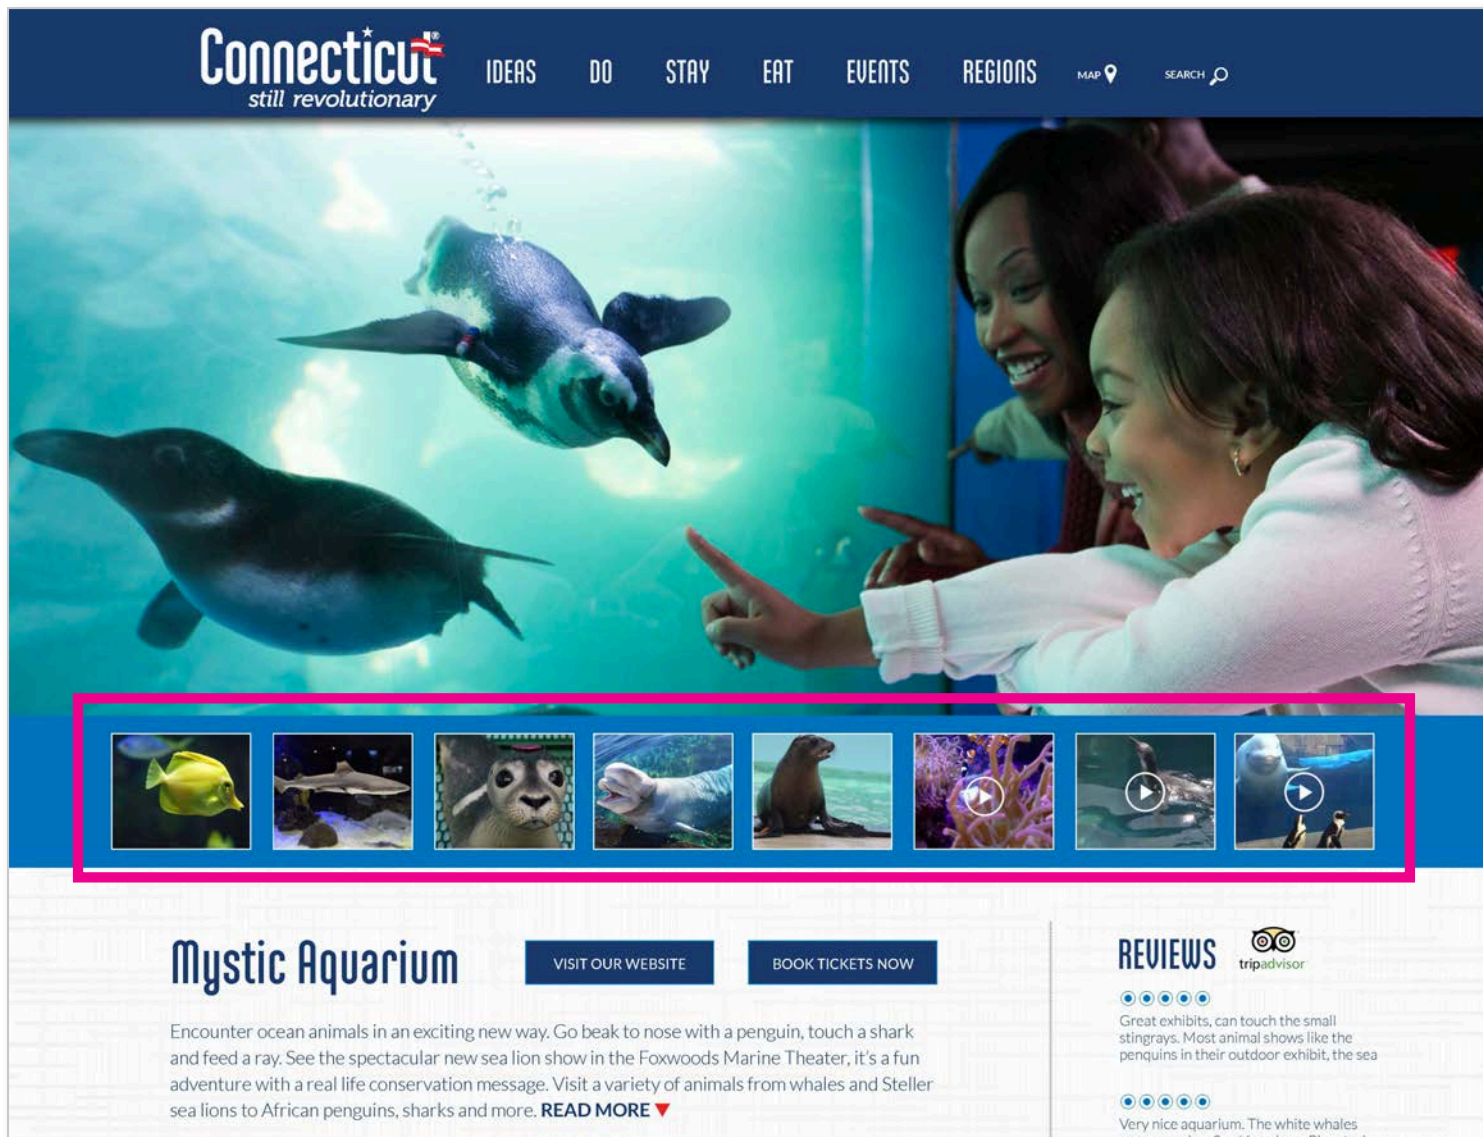 Connecticut®
still revolutionary
IDEAS DO STAY EAT EVENTS REGIONS MAP SEARCH
Mystic Aquarium
VISIT OUR WEBSITE
BOOK TICKETS NOW
Encounter ocean animals in an exciting new way. Go beak to nose with a penguin, touch a shark
and feed a ray. See the spectacular new sea lion show in the Foxwoods Marine Theater, it's a fun
adventure with a real life conservation message. Visit a variety of animals from whales and Steller
sea lions to African penguins, sharks and more. READ MORE
REVIEWS
tripadvisor
Great exhibits, can touch the small
stingrays. Most animal shows like the
penquins in their outdoor exhibit, the sea
Very nice aquarium. The white whales